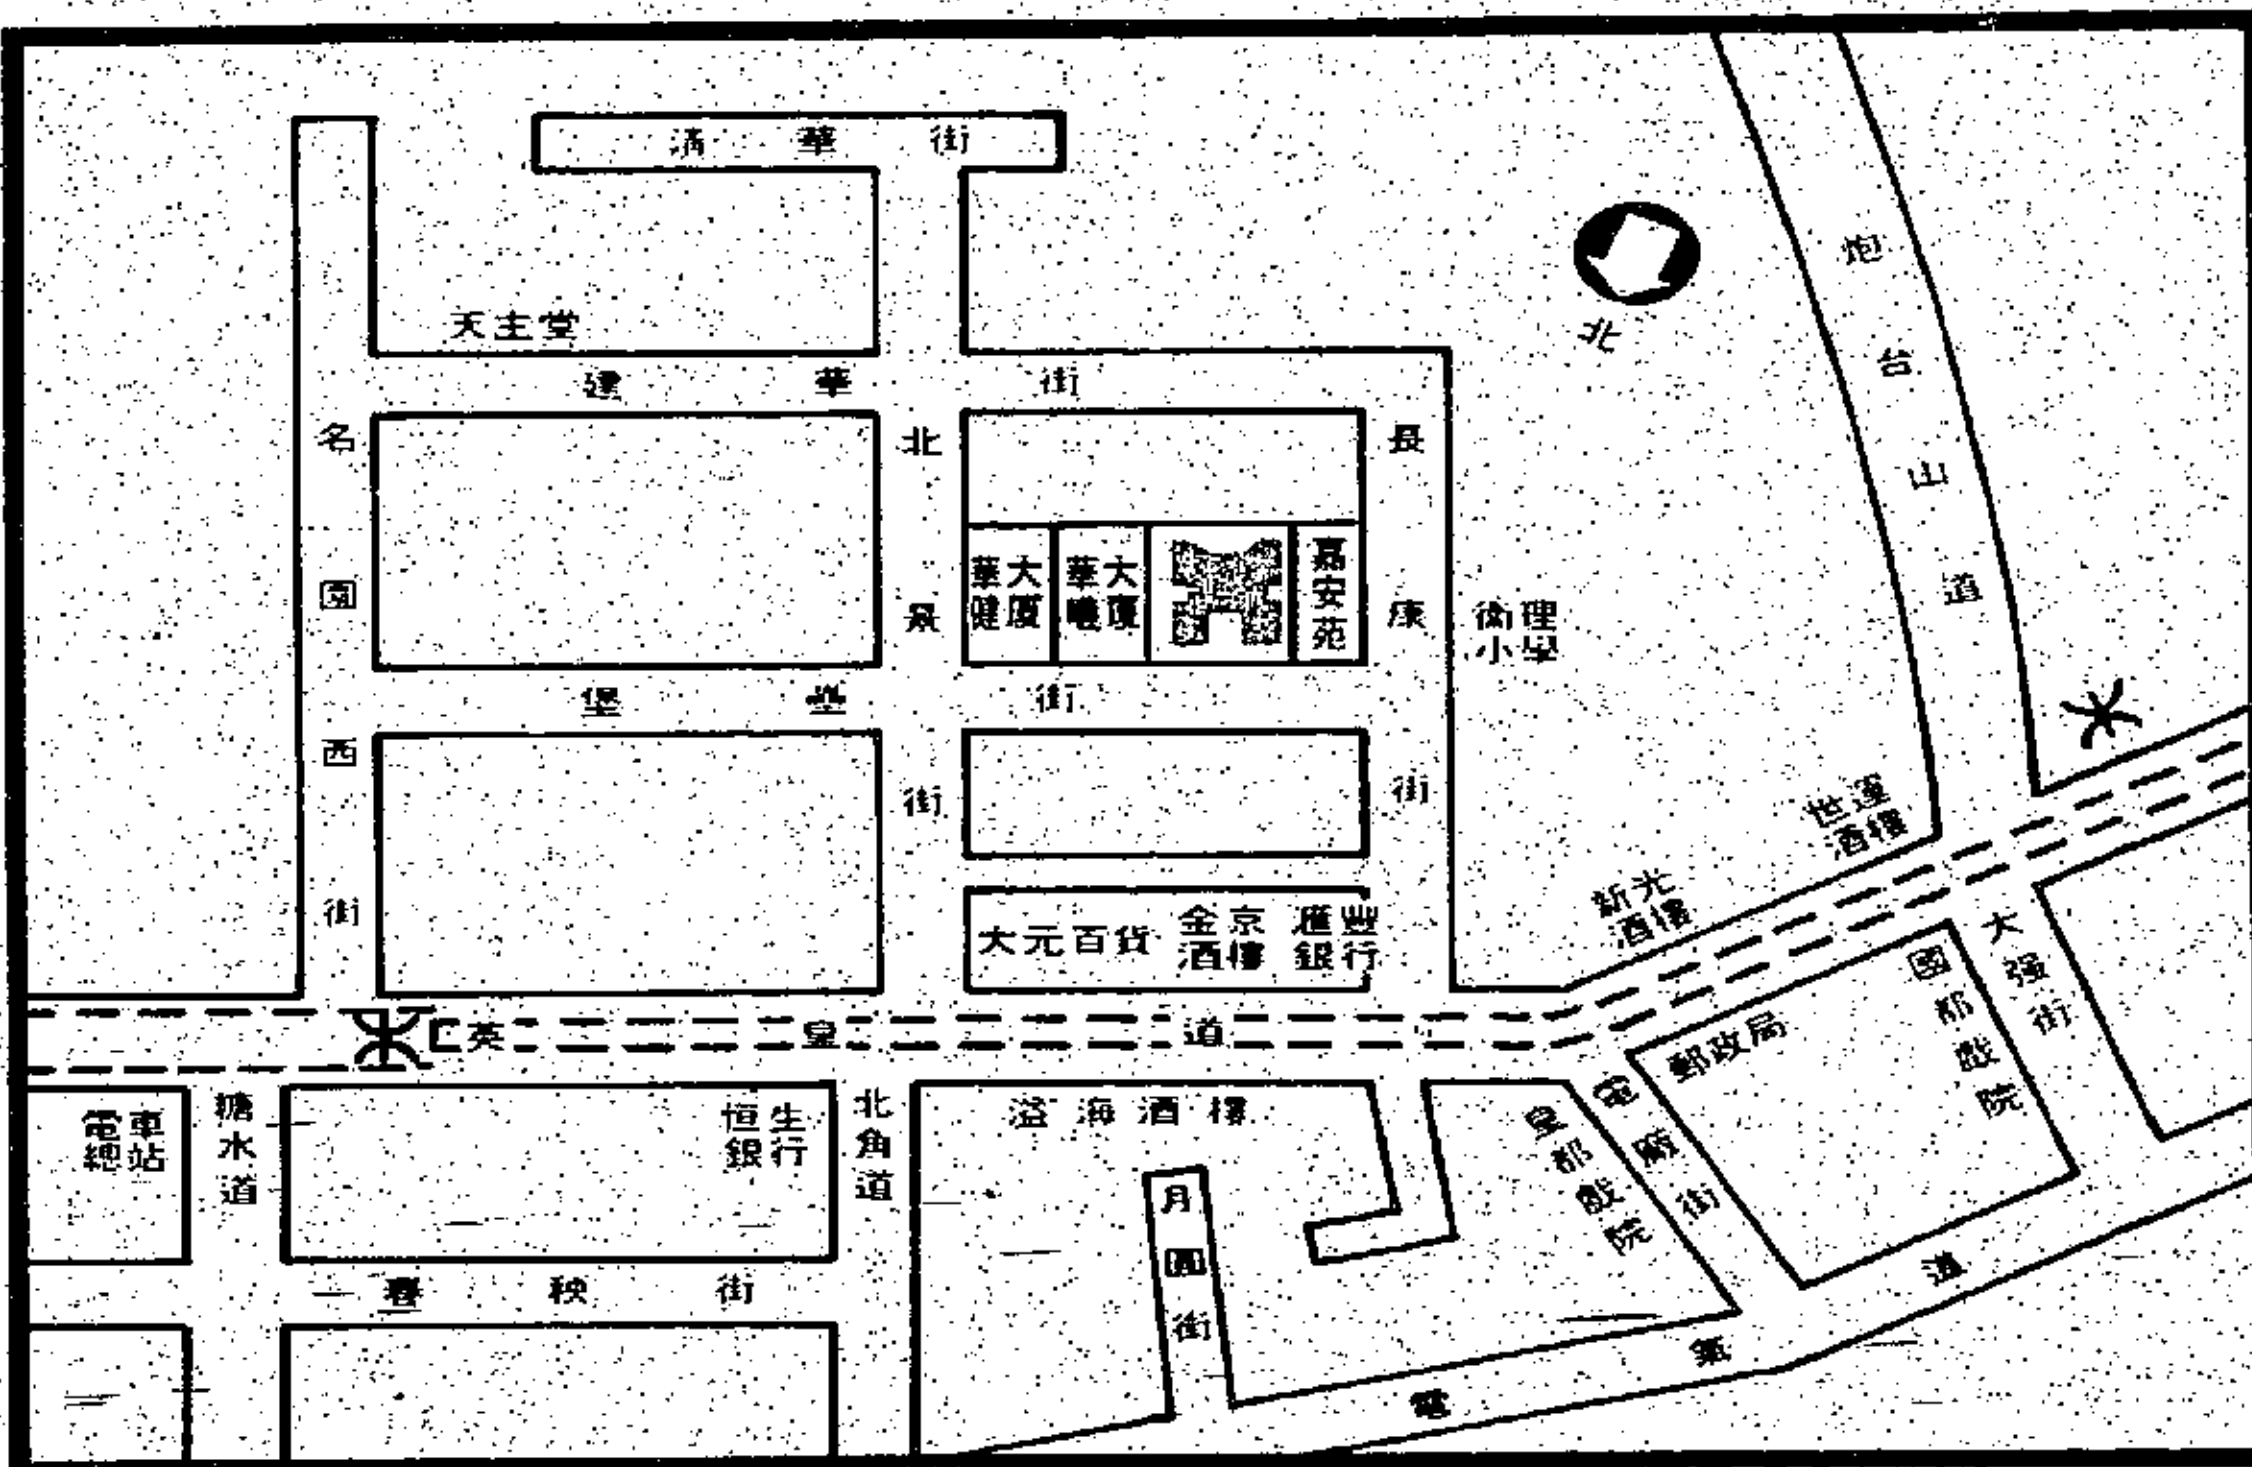 清華街
天主堂
建華街
北
炮台山道
名園西街
北景街
長康街
華健大厦
華曦大厦
嘉安苑
衞理小學
堡壘街
世運酒樓
新光酒樓
大元百貨
金京酒樓
滙豐銀行
英皇道
大强街
國都戲院
郵政局
電廠街
皇都戲院
電車總站
糖水道
恒生銀行
北角道
溢海酒樓
月圓街
春秧街
電氣道